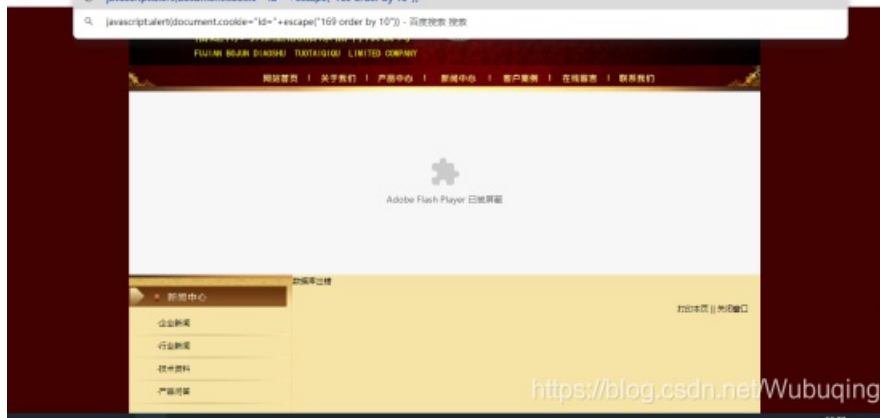 javascript:alert(document.cookie="id="+escape("169 order by 10")) - 百度搜索 搜索
FUJIAN BOJUN DIAOSHU TUOTAIQIQU LIMITED COMPANY
网站首页 | 关于我们 | 产品中心 | 新闻中心 | 客户案例 | 在线留言 | 联系我们
Adobe Flash Player 已被屏蔽
数据库出错
新闻中心
打印本页 || 关闭窗口
·企业新闻
·行业新闻
·技术资料
·产品问答
https://blog.csdn.net/Wubuqing